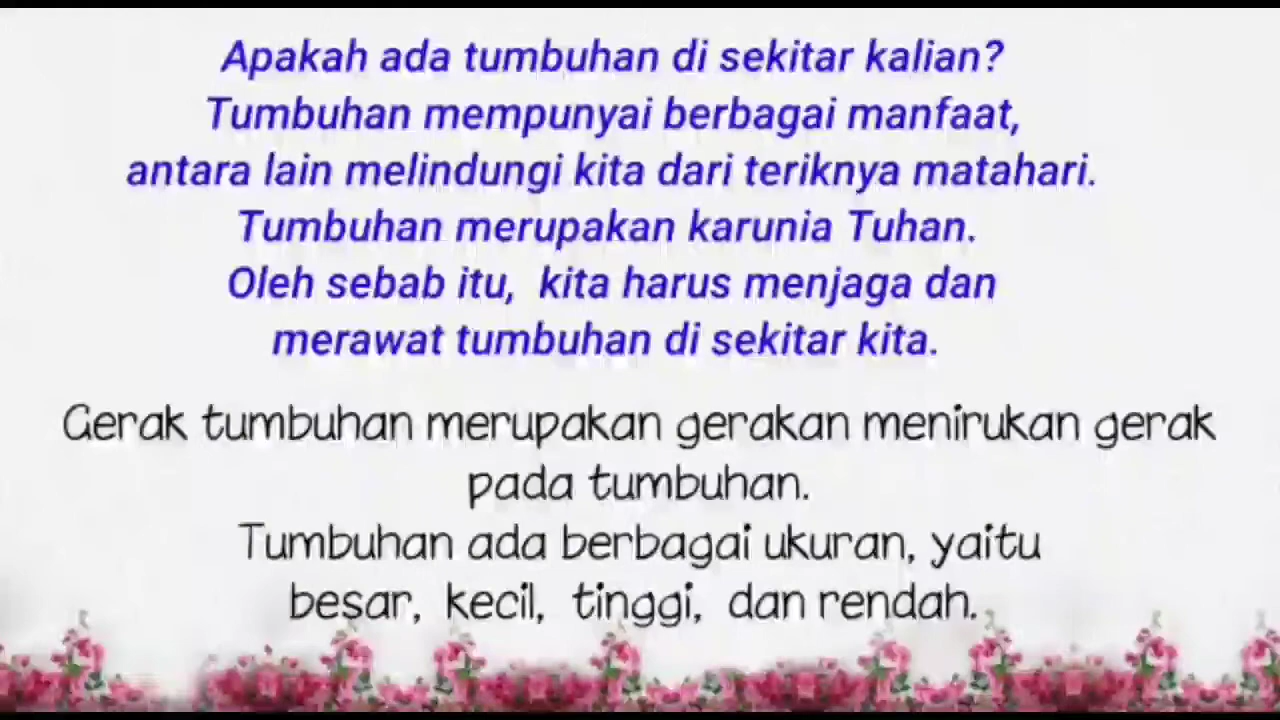 Apakah ada tumbuhan di sekitar kalian?
Tumbuhan mempunyai berbagai manfaat,
antara lain melindungi kita dari teriknya matahari.
Tumbuhan merupakan karunia Tuhan.
Oleh sebab itu, kita harus menjaga dan
merawat tumbuhan di sekitar kita.
Gerak tumbuhan merupakan gerakan menirukan gerak
pada tumbuhan.
Tumbuhan ada berbagai ukuran, yaitu
besar, kecil, tinggi, dan rendah.